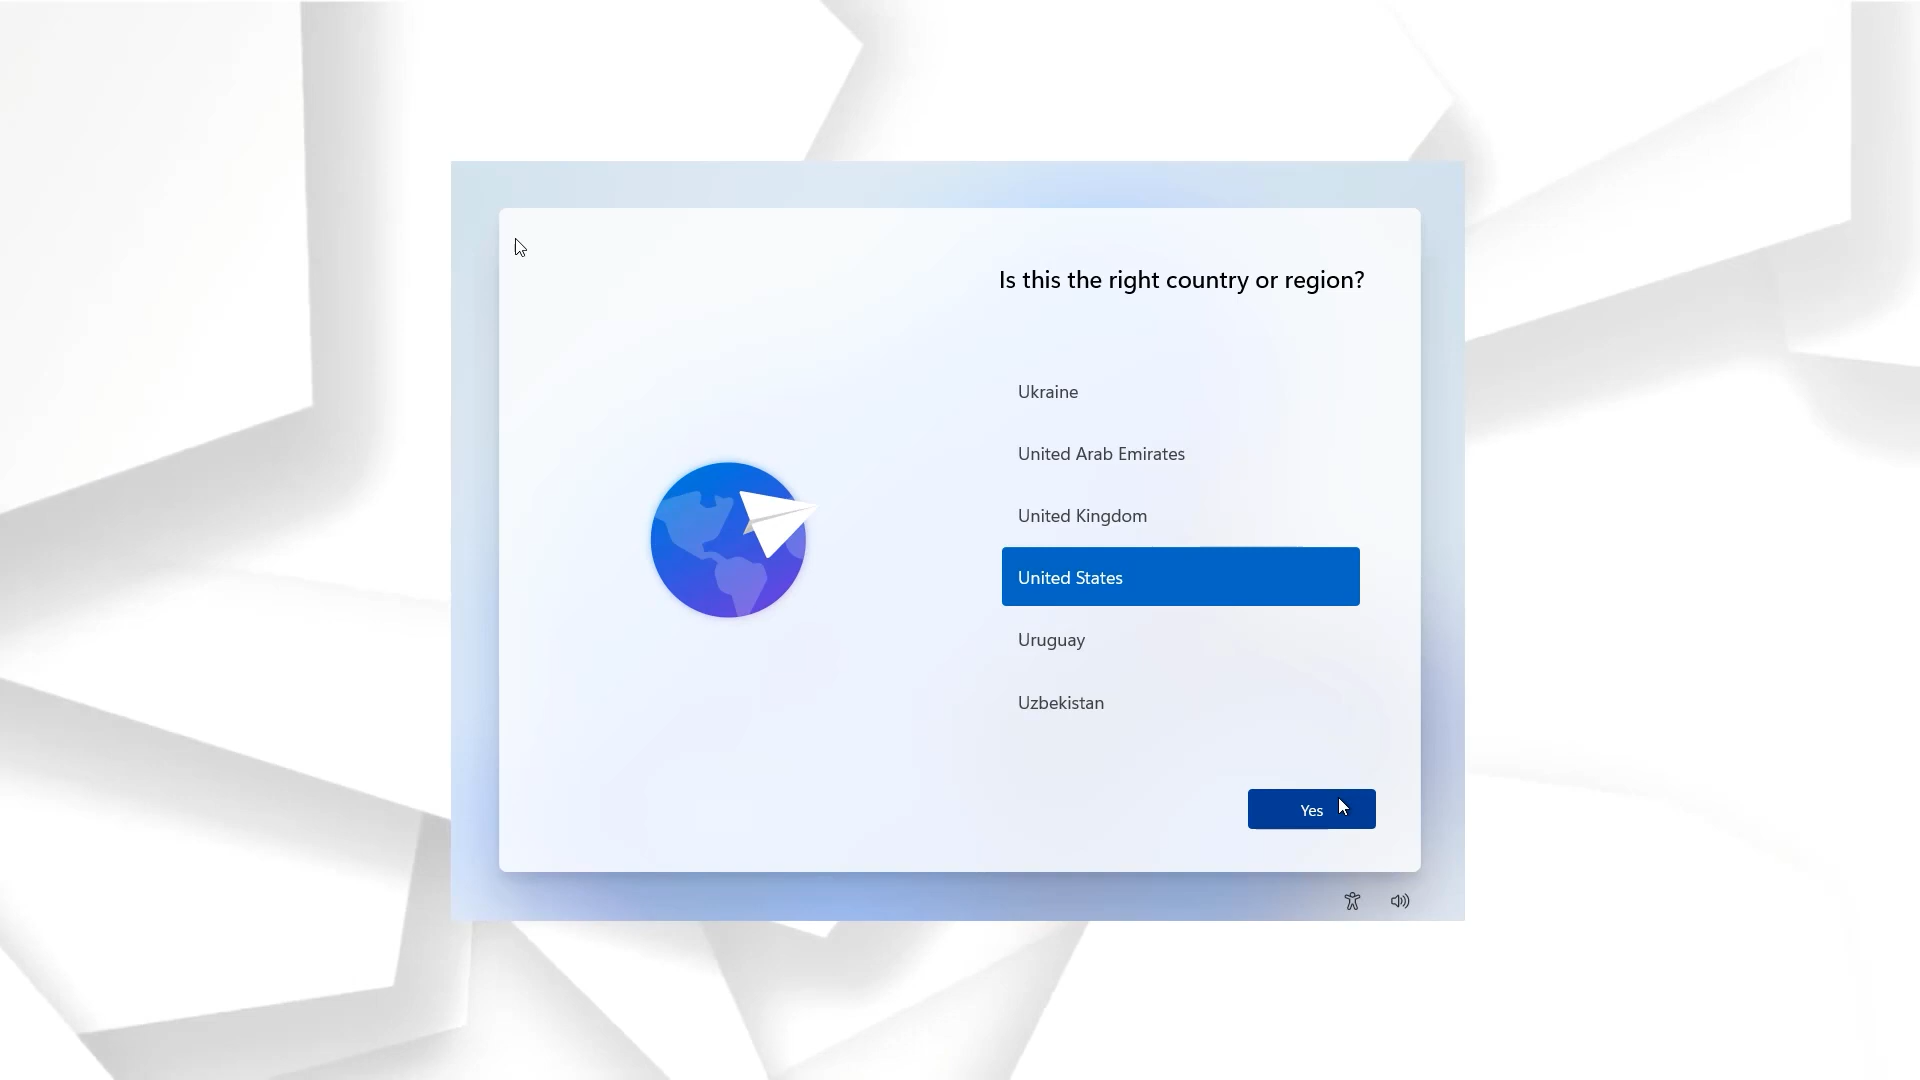 Is this the right country or region?
Ukraine
United Arab Emirates
United Kingdom
United States
Uruguay
Uzbekistan
Yes